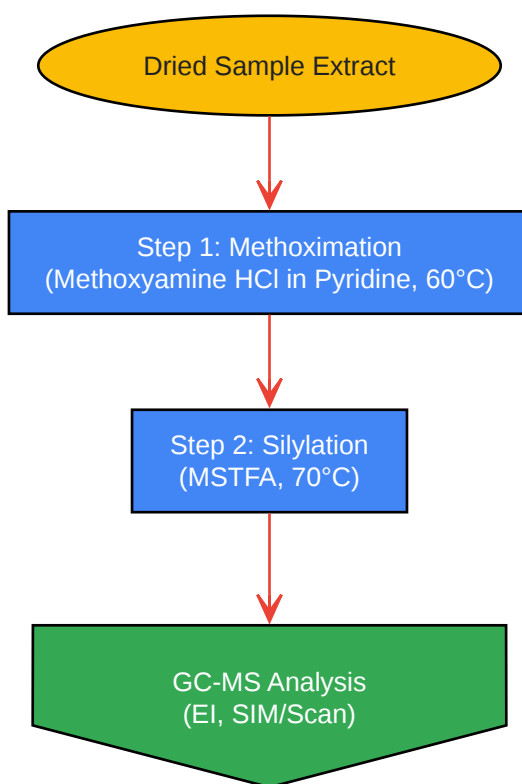 Dried Sample Extract
Step 1: Methoximation
(Methoxyamine HCl in Pyridine, 60°C)
Step 2: Silylation
(MSTFA, 70°C)
GC-MS Analysis
(EI, SIM/Scan)